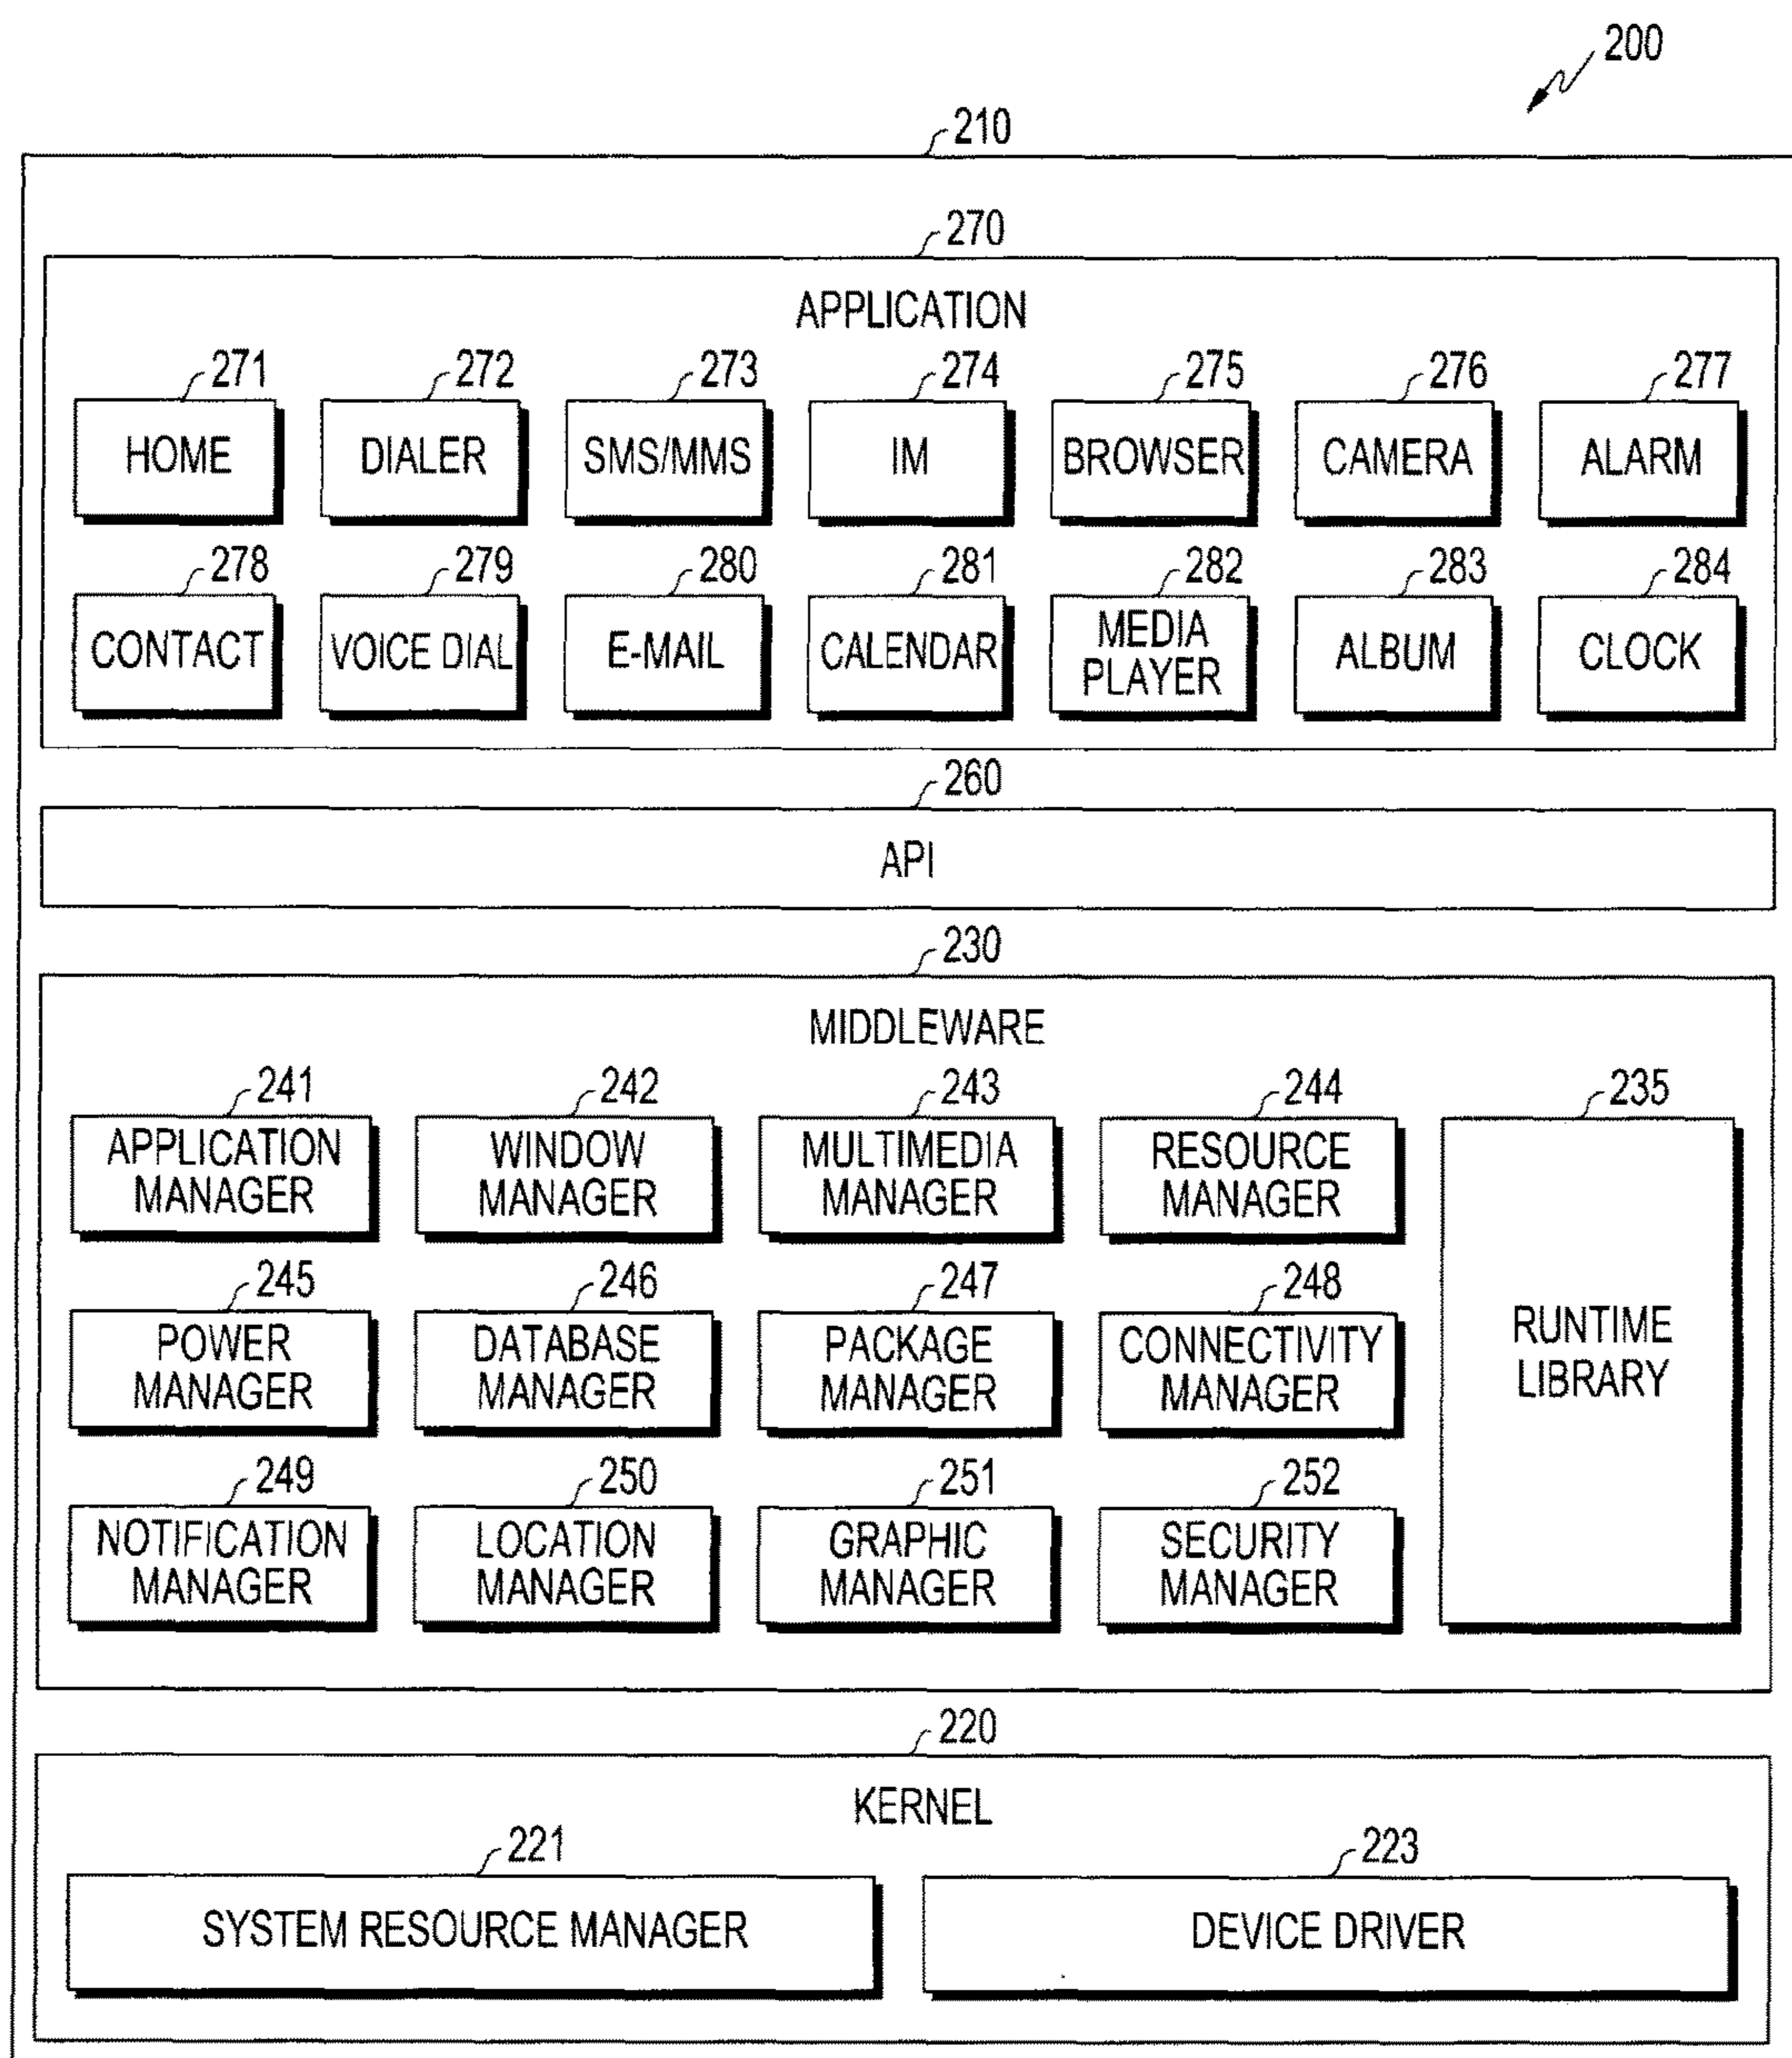 200
210
270
APPLICATION
271 272 273 274 275 276 277
HOME DIALER SMS/MMS IM BROWSER CAMERA ALARM
278 279 280 281 282 283 284
CONTACT VOICE DIAL E-MAIL CALENDAR MEDIA PLAYER ALBUM CLOCK
260
API
230
MIDDLEWARE
241 242 243 244 235
APPLICATION MANAGER WINDOW MANAGER MULTIMEDIA MANAGER RESOURCE MANAGER
245 246 247 248
POWER MANAGER DATABASE MANAGER PACKAGE MANAGER CONNECTIVITY MANAGER RUNTIME LIBRARY
249 250 251 252
NOTIFICATION MANAGER LOCATION MANAGER GRAPHIC MANAGER SECURITY MANAGER
220
KERNEL
221 223
SYSTEM RESOURCE MANAGER DEVICE DRIVER